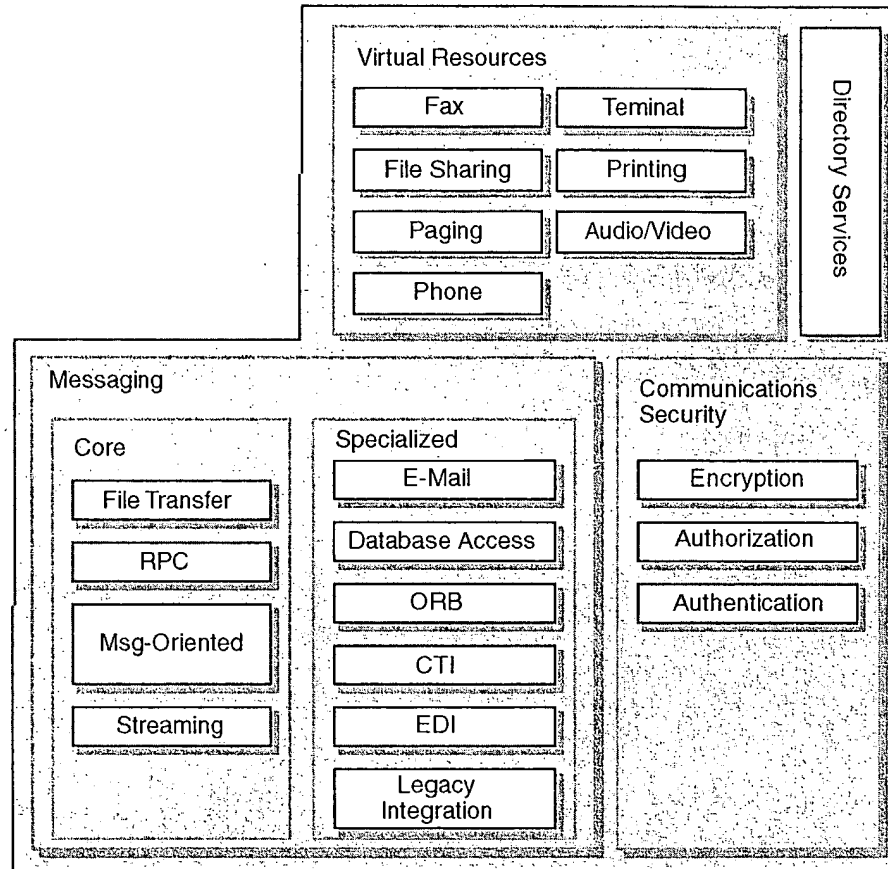 Virtual Resources
Fax
Teminal
File Sharing
Printing
Paging
Audio/Video
Phone
Directory Services
Messaging
Core
File Transfer
RPC
Msg-Oriented
Streaming
Specialized
E-Mail
Database Access
ORB
CTI
EDI
Legacy
Integration
Communications
Security
Encryption
Authorization
Authentication